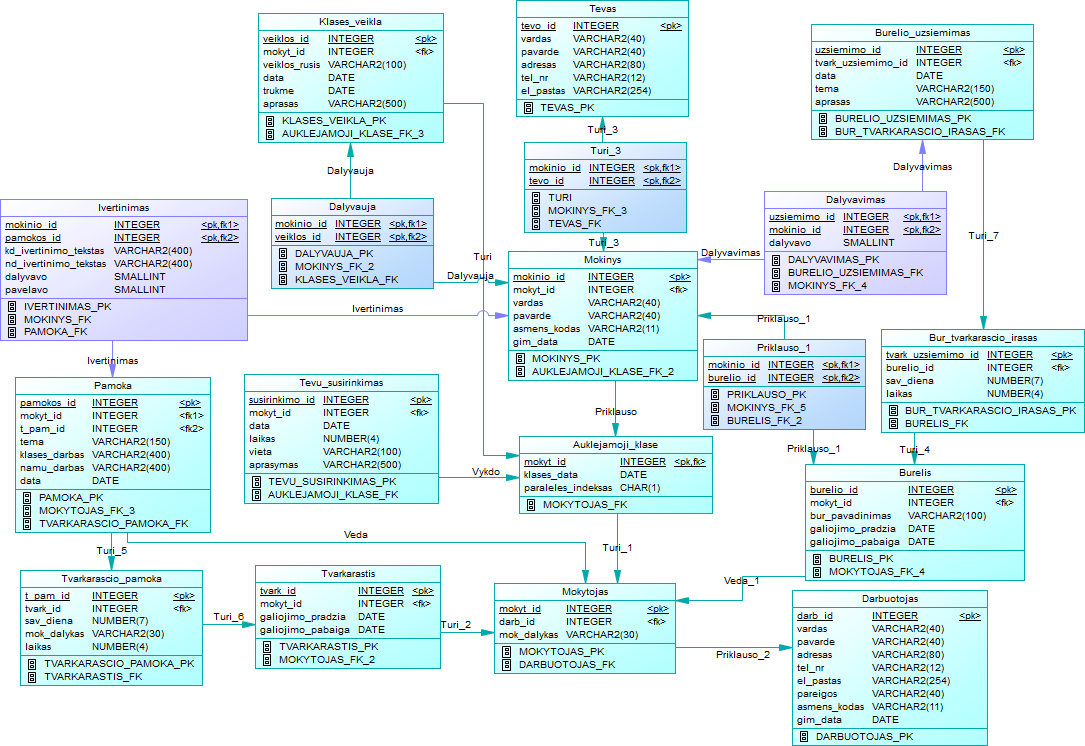 Klases_veikla
veiklos_id INTEGER <pk>
mokyt_id INTEGER <fk>
veiklos_rusis VARCHAR2(100)
data DATE
trukme DATE
aprasas VARCHAR2(500)
KLASES_VEIKLA_PK
AUKLEJAMOJI_KLASE_FK_3
Tevas
tevo_id INTEGER <pk>
vardas VARCHAR2(40)
pavarde VARCHAR2(40)
adresas VARCHAR2(80)
tel_nr VARCHAR2(12)
el_pastas VARCHAR2(254)
TEVAS_PK
Burelio_uzsiemimas
uzsiemimo_id INTEGER <pk>
tvark_uzsiemimo_id INTEGER <fk>
data DATE
tema VARCHAR2(150)
aprasas VARCHAR2(500)
BURELIO_UZSIEMIMAS_PK
BUR_TVARKARASCIO_IRASAS_FK
Turi_3
Turi_3
mokinio_id INTEGER <pk,fk1>
tevo_id INTEGER <pk,fk2>
TURI
MOKINYS_FK_3
TEVAS_FK
Turi_3
Dalyvauja
Dalyvauja
mokinio_id INTEGER <pk,fk1>
veiklos_id INTEGER <pk,fk2>
DALYVAUJA_PK
MOKINYS_FK_2
KLASES_VEIKLA_FK
Dalyvauja
Turi
Dalyvavimas
Dalyvavimas
uzsiemimo_id INTEGER <pk,fk1>
mokinio_id INTEGER <pk,fk2>
dalyvavo SMALLINT
DALYVAVIMAS_PK
BURELIO_UZSIEMIMAS_FK
MOKINYS_FK_4
Dalyvavimas
Turi_7
Ivertinimas
mokinio_id INTEGER <pk,fk1>
pamokos_id INTEGER <pk,fk2>
kd_ivertinimo_tekstas VARCHAR2(400)
nd_ivertinimo_tekstas VARCHAR2(400)
dalyvavo SMALLINT
pavelavo SMALLINT
IVERTINIMAS_PK
MOKINYS_FK
PAMOKA_FK
Ivertinimas
Ivertinimas
Mokinys
mokinio_id INTEGER <pk>
mokyt_id INTEGER <fk>
vardas VARCHAR2(40)
pavarde VARCHAR2(40)
asmens_kodas VARCHAR2(11)
gim_data DATE
MOKINYS_PK
AUKLEJAMOJI_KLASE_FK_2
Priklauso_1
Priklauso_1
mokinio_id INTEGER <pk,fk1>
burelio_id INTEGER <pk,fk2>
PRIKLAUSO_PK
MOKINYS_FK_5
BURELIS_FK_2
Priklauso_1
Bur_tvarkarascio_irasas
tvark_uzsiemimo_id INTEGER <pk>
burelio_id INTEGER <fk>
sav_diena NUMBER(7)
laikas NUMBER(4)
BUR_TVARKARASCIO_IRASAS_PK
BURELIS_FK
Turi_4
Pamoka
pamokos_id INTEGER <pk>
mokyt_id INTEGER <fk1>
t_pam_id INTEGER <fk2>
tema VARCHAR2(150)
klases_darbas VARCHAR2(400)
namu_darbas VARCHAR2(400)
data DATE
PAMOKA_PK
MOKYTOJAS_FK_3
TVARKARASCIO_PAMOKA_FK
Tevu_susirinkimas
susirinkimo_id INTEGER <pk>
mokyt_id INTEGER <fk>
data DATE
laikas NUMBER(4)
vieta VARCHAR2(100)
aprasymas VARCHAR2(500)
TEVU_SUSIRINKIMAS_PK
AUKLEJAMOJI_KLASE_FK
Priklauso
Vykdo
Auklejamoji_klase
mokyt_id INTEGER <pk,fk>
klases_data DATE
paraleles_indeksas CHAR(1)
MOKYTOJAS_FK
Burelis
burelio_id INTEGER <pk>
mokyt_id INTEGER <fk>
bur_pavadinimas VARCHAR2(100)
galiojimo_pradzia DATE
galiojimo_pabaiga DATE
BURELIS_PK
MOKYTOJAS_FK_4
Veda
Turi_5
Turi_1
Veda_1
Tvarkarascio_pamoka
t_pam_id INTEGER <pk>
tvark_id INTEGER <fk>
sav_diena NUMBER(7)
mok_dalykas VARCHAR2(30)
laikas NUMBER(4)
TVARKARASCIO_PAMOKA_PK
TVARKARASTIS_FK
Turi_6
Tvarkarastis
tvark_id INTEGER <pk>
mokyt_id INTEGER <fk>
galiojimo_pradzia DATE
galiojimo_pabaiga DATE
TVARKARASTIS_PK
MOKYTOJAS_FK_2
Turi_2
Mokytojas
mokyt_id INTEGER <pk>
darb_id INTEGER <fk>
mok_dalykas VARCHAR2(30)
MOKYTOJAS_PK
DARBUOTOJAS_FK
Priklauso_2
Darbuotojas
darb_id INTEGER <pk>
vardas VARCHAR2(40)
pavarde VARCHAR2(40)
adresas VARCHAR2(80)
tel_nr VARCHAR2(12)
el_pastas VARCHAR2(254)
pareigos VARCHAR2(40)
asmens_kodas VARCHAR2(11)
gim_data DATE
DARBUOTOJAS_PK